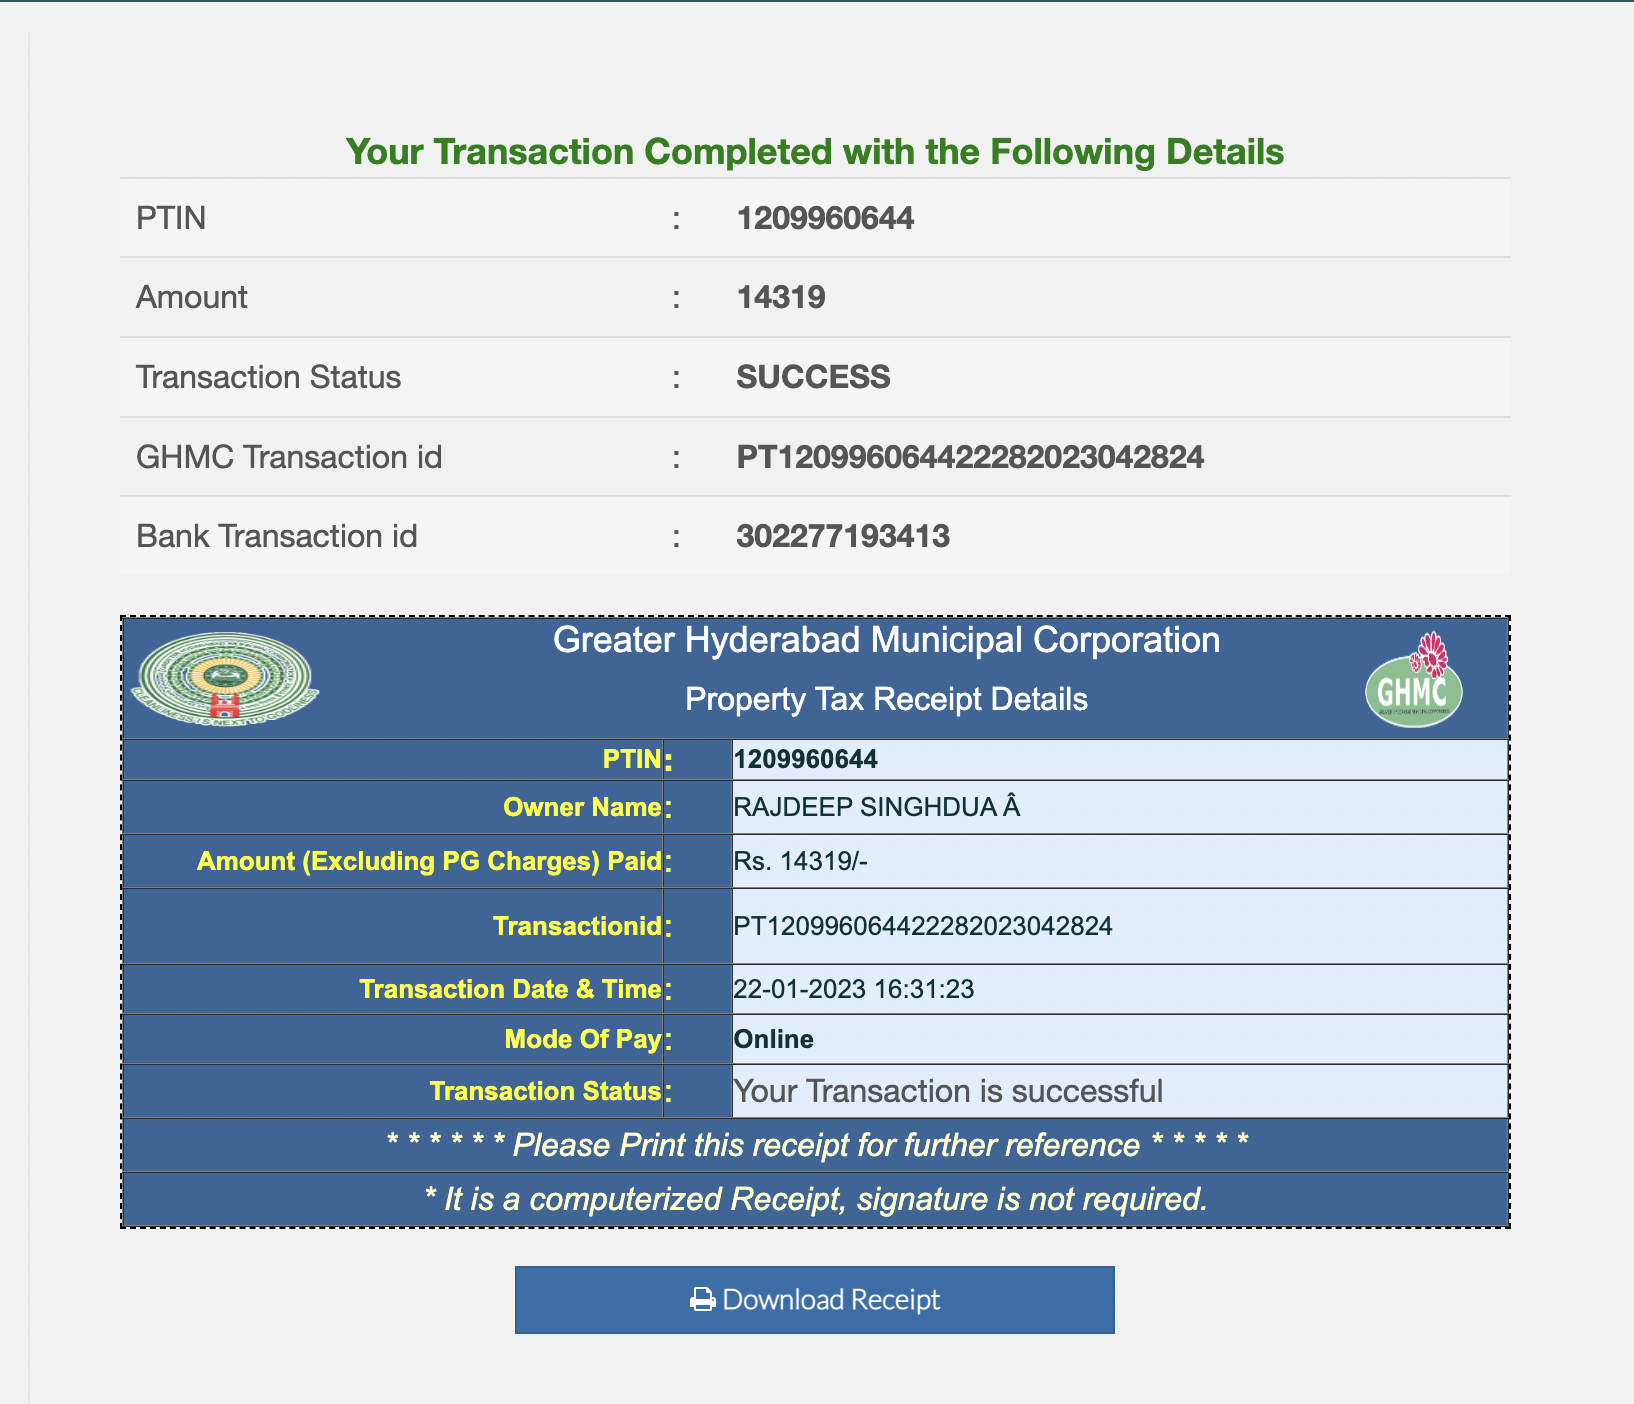 Your Transaction Completed with the Following Details
PTIN : 1209960644
Amount : 14319
Transaction Status : SUCCESS
GHMC Transaction id : PT120996064422282023042824
Bank Transaction id : 302277193413
Greater Hyderabad Municipal Corporation
Property Tax Receipt Details
GHMC
PTIN: 1209960644
Owner Name: RAJDEEP SINGHDUA Â
Amount (Excluding PG Charges) Paid: Rs. 14319/-
Transactionid: PT120996064422282023042824
Transaction Date & Time: 22-01-2023 16:31:23
Mode Of Pay: Online
Transaction Status: Your Transaction is successful
* * * * * * Please Print this receipt for further reference * * * * *
* It is a computerized Receipt, signature is not required.
Download Receipt